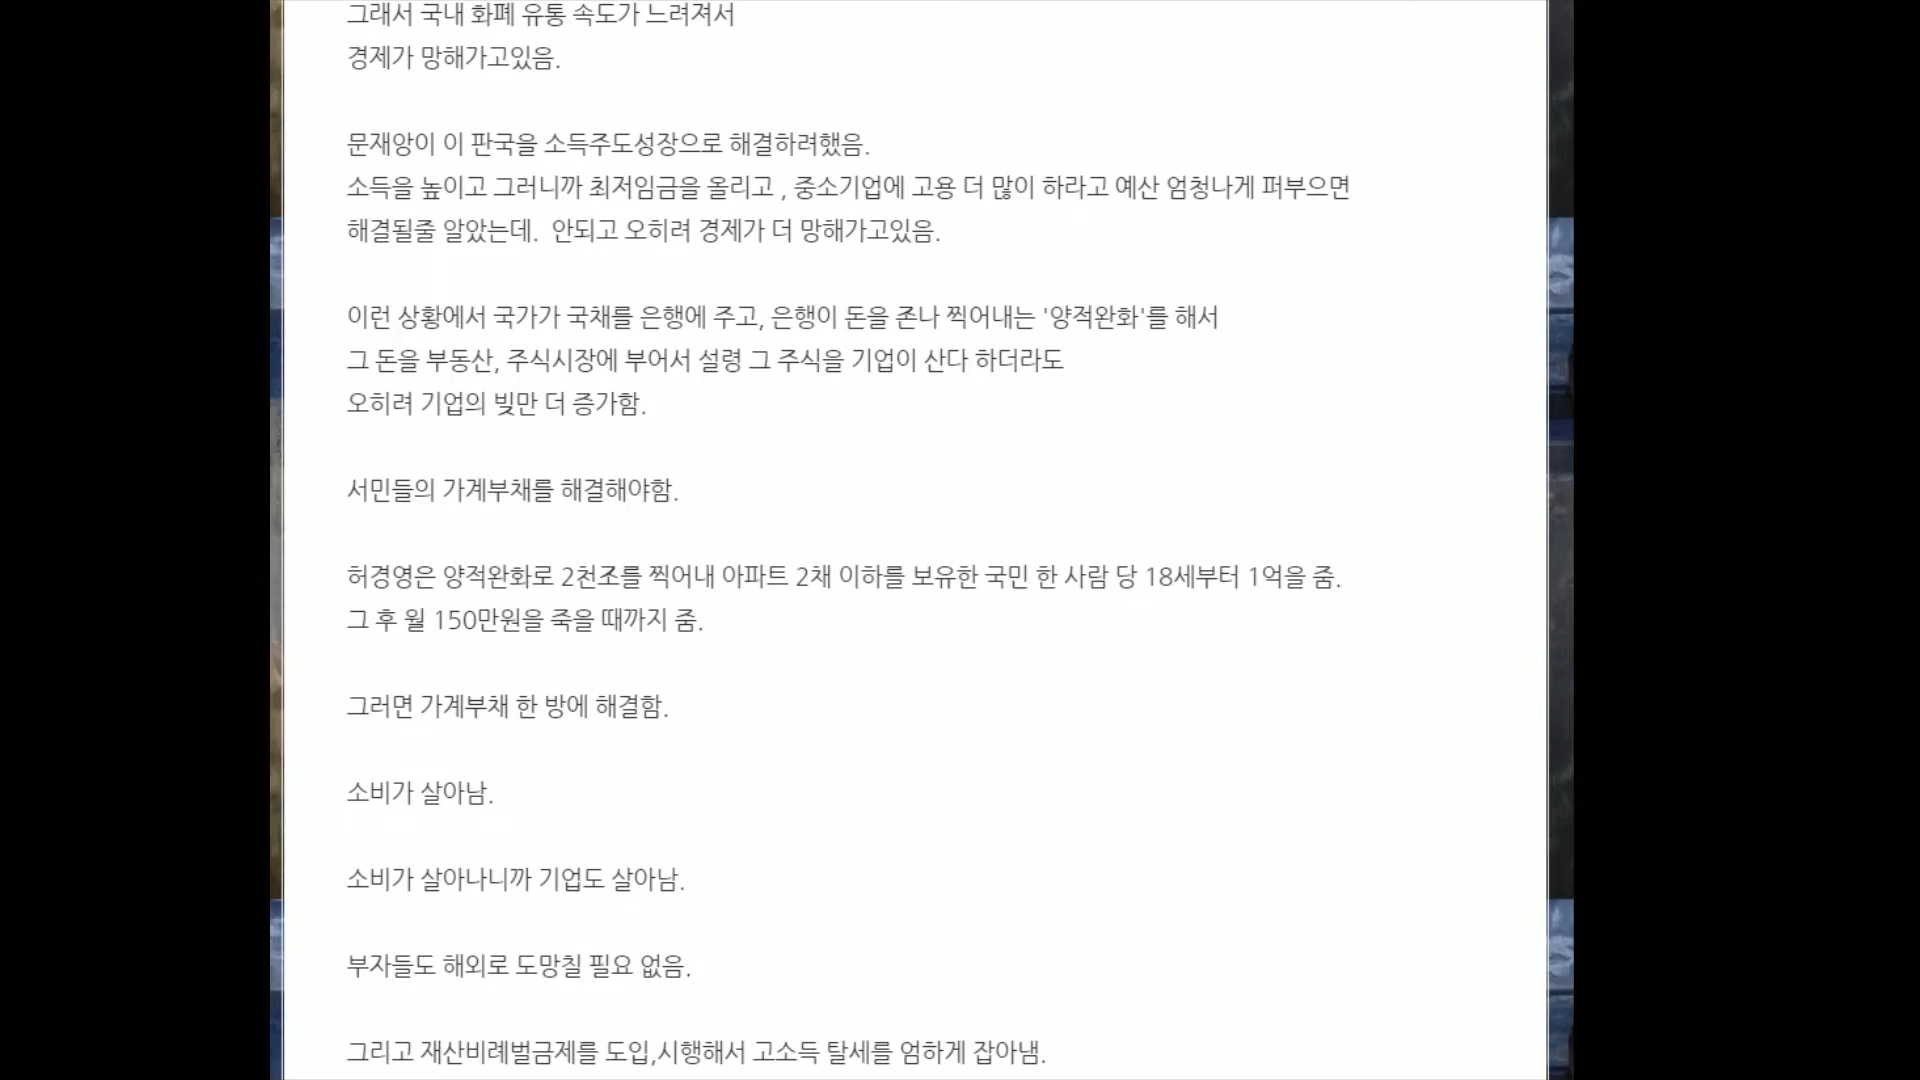 그래서 국내 화폐 유통 속도가 느려져서
경제가 망해가고있음.
문재앙이 이 판국을 소득주도성장으로 해결하려했음.
소득을 높이고 그러니까 최저임금을 올리고 , 중소기업에 고용 더 많이 하라고 예산 엄청나게 퍼부으면
해결될줄 알았는데. 안되고 오히려 경제가 더 망해가고있음.
이런 상황에서 국가가 국채를 은행에 주고, 은행이 돈을 존나 찍어내는 '양적완화'를 해서
그 돈을 부동산, 주식시장에 부어서 설령 그 주식을 기업이 산다 하더라도
오히려 기업의 빚만 더 증가함.
서민들의 가계부채를 해결해야함.
허경영은 양적완화로 2천조를 찍어내 아파트 2채 이하를 보유한 국민 한 사람 당 18세부터 1억을 줌.
그 후 월 150만원을 죽을 때까지 줌.
그러면 가계부채 한 방에 해결함.
소비가 살아남.
소비가 살아나니까 기업도 살아남.
부자들도 해외로 도망칠 필요 없음.
그리고 재산비례벌금제를 도입,시행해서 고소득 탈세를 엄하게 잡아냄.